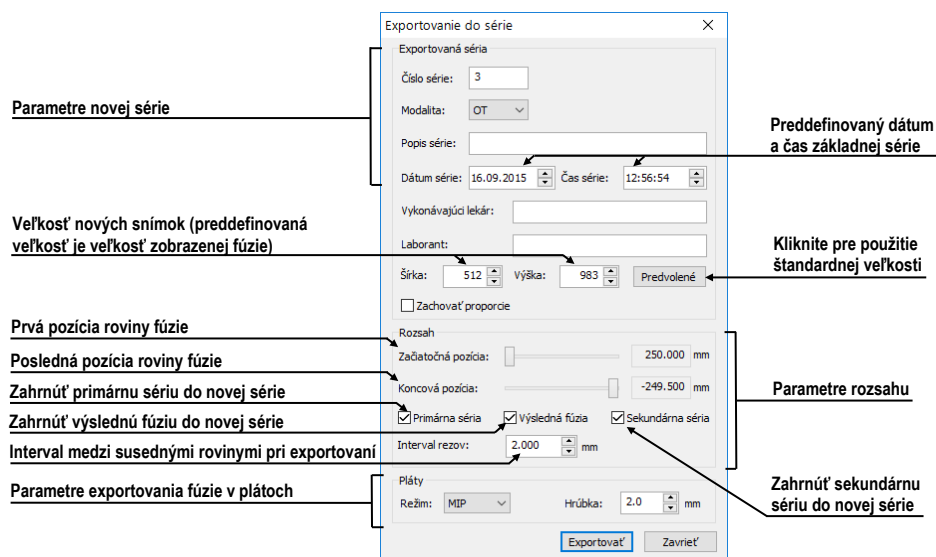 Exportovanie do série
Exportovaná séria
Číslo série: 3
Parametre novej série
Modalita: OT
Preddefinovaný dátum
a čas základnej série
Popis série:
Dátum série: 16.09.2015 Čas série: 12:56:54
Vykonávajúci lekár:
Veľkosť nových snímok (preddefinovaná
veľkosť je veľkosť zobrazenej fúzie)
Laborant:
Kliknite pre použitie
štandardnej veľkosti
Šírka: 512 Výška: 983 Predvolené
Zachovať proporcie
Rozsah
Prvá pozícia roviny fúzie
Začiatočná pozícia: 250.000 mm
Posledná pozícia roviny fúzie
Koncová pozícia: -249.500 mm
Parametre rozsahu
Zahrnúť primárnu sériu do novej série
Primárna séria Výsledná fúzia Sekundárna séria
Zahrnúť výslednú fúziu do novej série
Interval rezov: 2.000 mm
Interval medzi susednými rovinymi pri exportovaní
Pláty
Zahrnúť sekundárnu
sériu do novej série
Parametre exportovania fúzie v plátoch
Režim: MIP Hrúbka: 2.0 mm
Exportovať Zavrieť